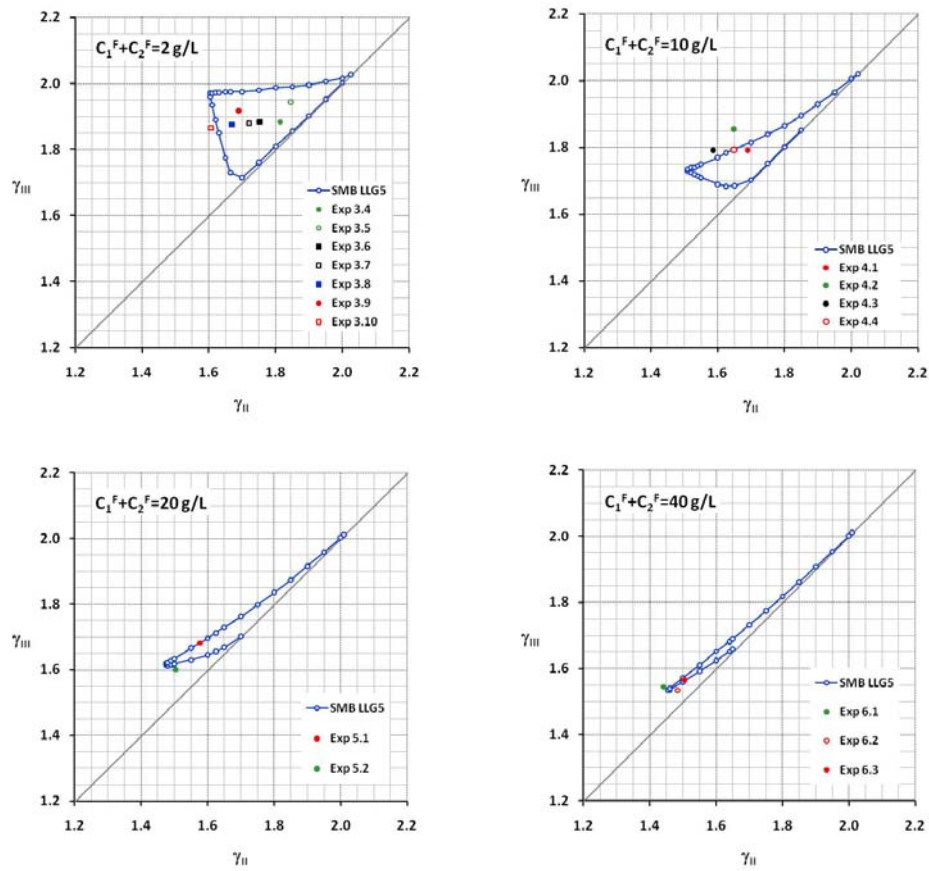 C₁ᶠ+C₂ᶠ=2 g/L
2.2
2.0
1.8
1.6
1.4
1.2
γIII
SMB LLG5
Exp 3.4
Exp 3.5
Exp 3.6
Exp 3.7
Exp 3.8
Exp 3.9
Exp 3.10
1.2 1.4 1.6 1.8 2.0 2.2
γII
C₁ᶠ+C₂ᶠ=10 g/L
2.2
2.0
1.8
1.6
1.4
1.2
γIII
SMB LLG5
Exp 4.1
Exp 4.2
Exp 4.3
Exp 4.4
1.2 1.4 1.6 1.8 2.0 2.2
γII
C₁ᶠ+C₂ᶠ=20 g/L
2.2
2.0
1.8
1.6
1.4
1.2
γIII
SMB LLG5
Exp 5.1
Exp 5.2
1.2 1.4 1.6 1.8 2.0 2.2
γII
C₁ᶠ+C₂ᶠ=40 g/L
2.2
2.0
1.8
1.6
1.4
1.2
γIII
SMB LLG5
Exp 6.1
Exp 6.2
Exp 6.3
1.2 1.4 1.6 1.8 2.0 2.2
γII